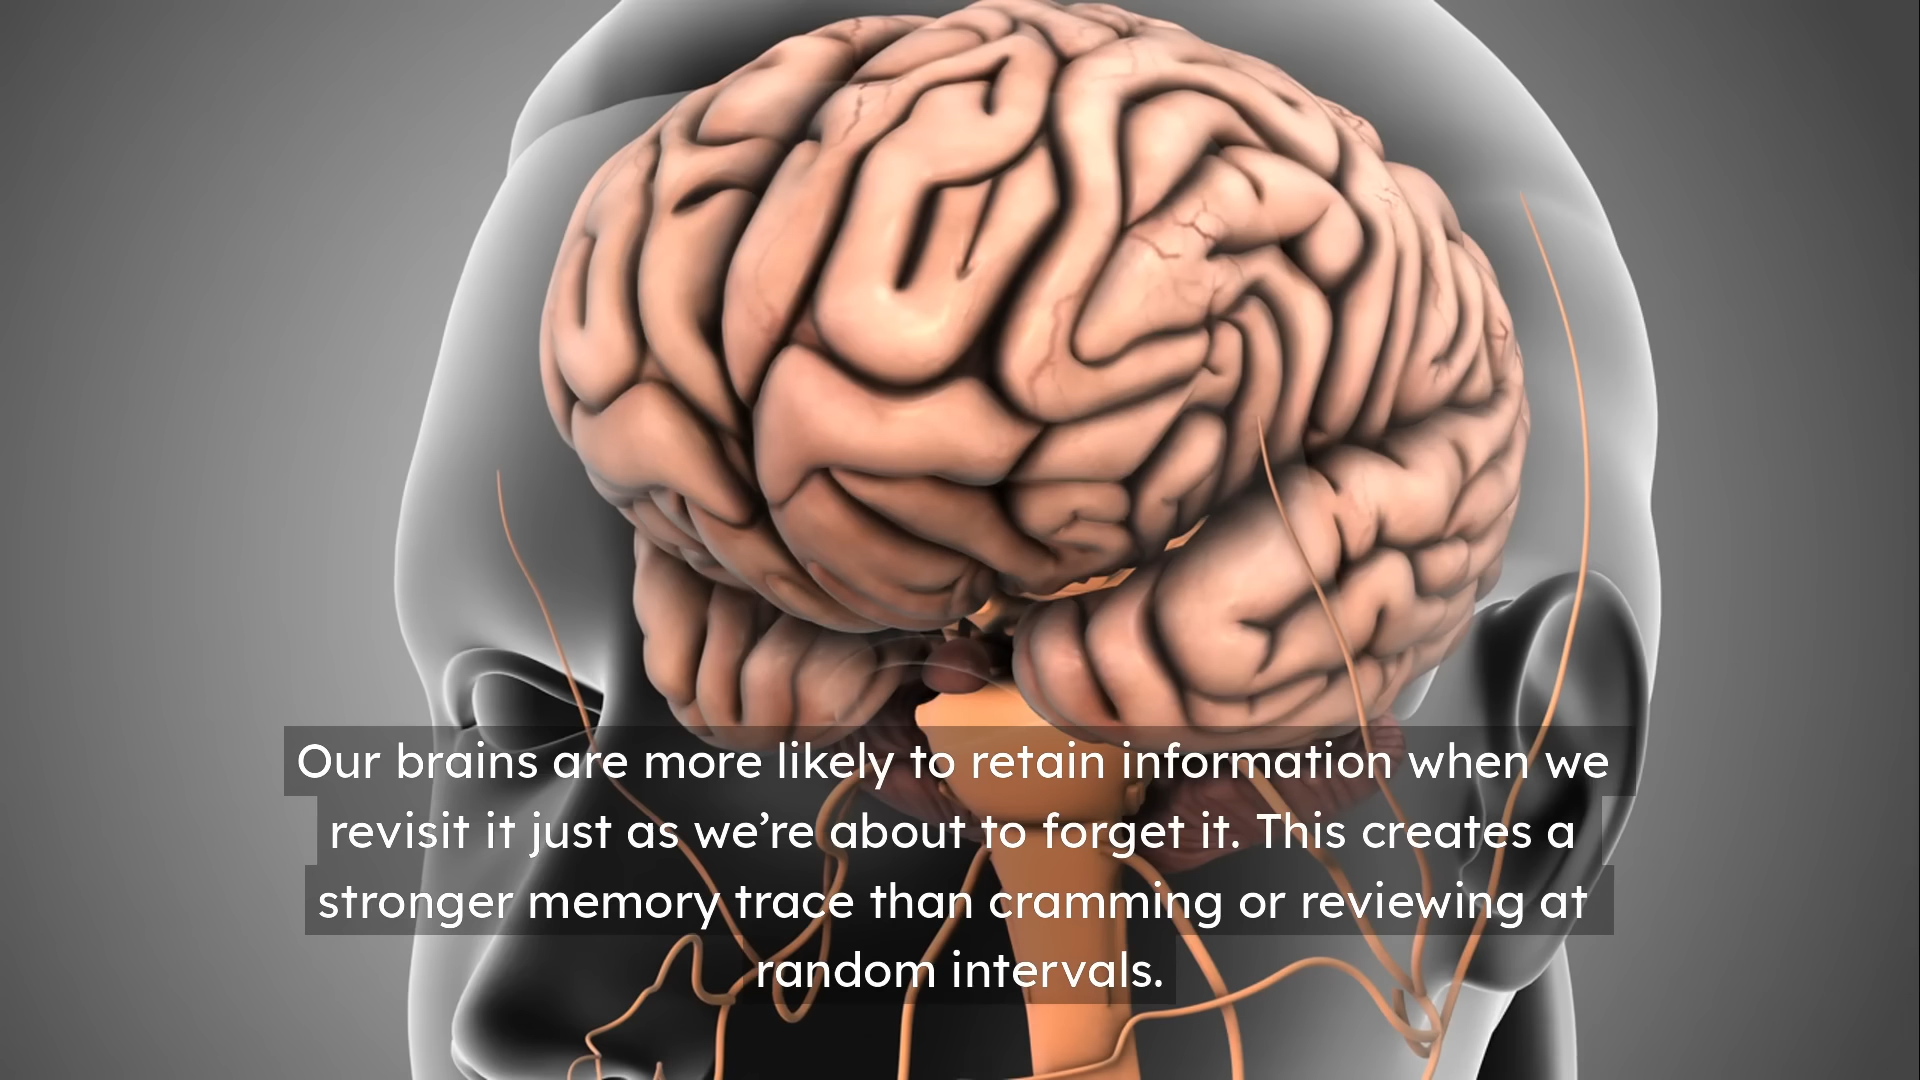 Our brains are more likely to retain information when we
revisit it just as we’re about to forget it. This creates a
stronger memory trace than cramming or reviewing at
random intervals.